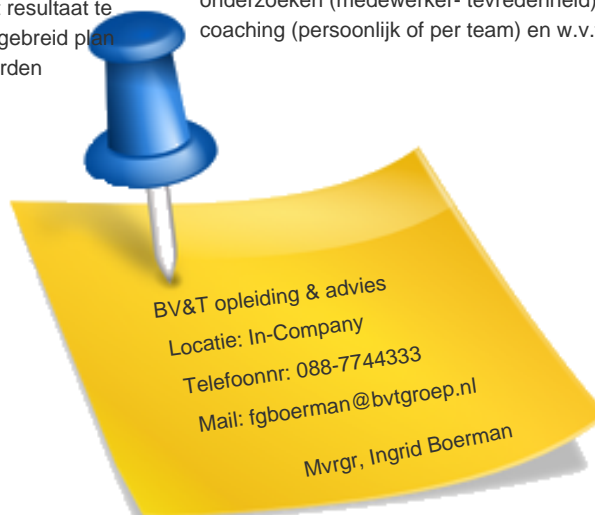 resultaat te
gebreid plan
rden
onderzoeken (medewerker- tevredenheid)
coaching (persoonlijk of per team) en w.v.
BV&T opleiding & advies
Locatie: In-Company
Telefoonnr: 088-7744333
Mail: fgboerman@bvtgroep.nl
Mvrgr, Ingrid Boerman